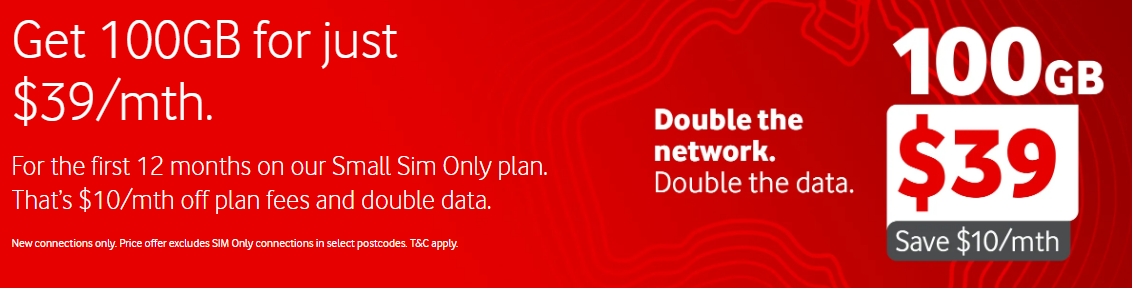 Get 100GB for just
$39/mth.
For the first 12 months on our Small Sim Only plan.
That's $10/mth off plan fees and double data.
New connections only. Price offer excludes SIM Only connections in select postcodes. T&C apply.
Double the
network.
Double the data.
100GB
$39
Save $10/mth